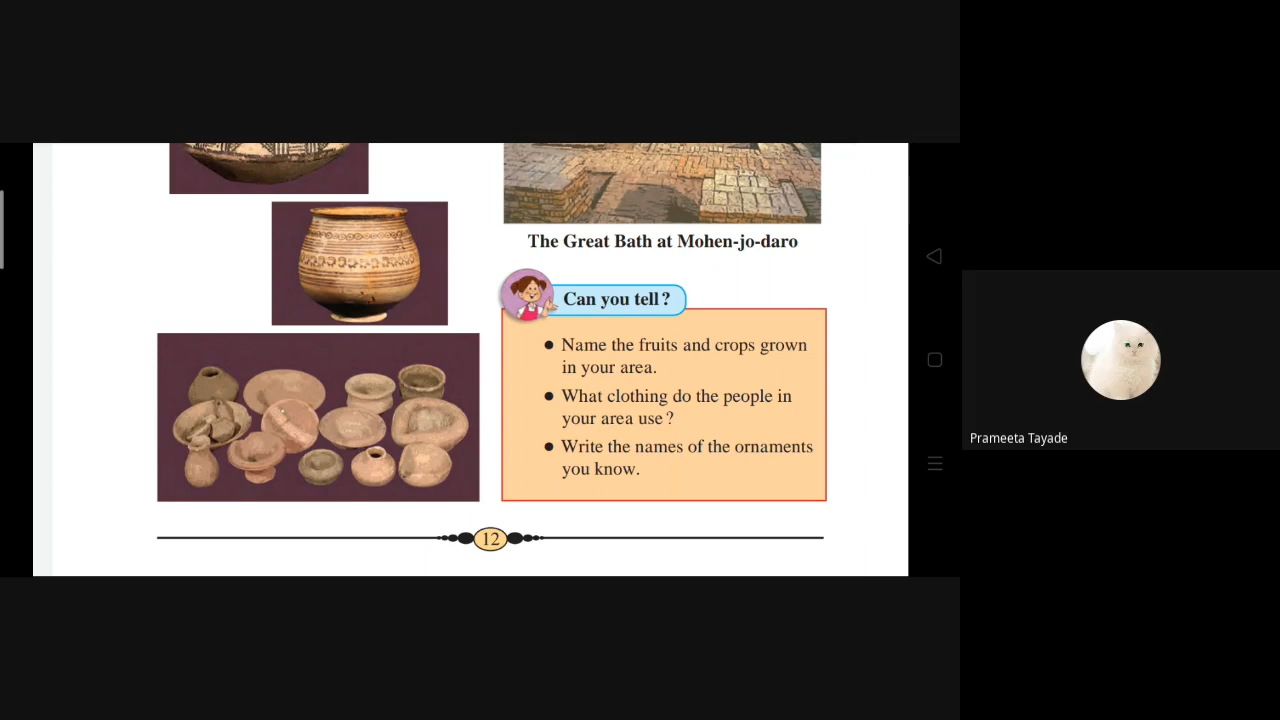 The Great Bath at Mohen-jo-daro
Can you tell?
● Name the fruits and crops grown
in your area.
● What clothing do the people in
your area use?
● Write the names of the ornaments
you know.
12
Prameeta Tayade